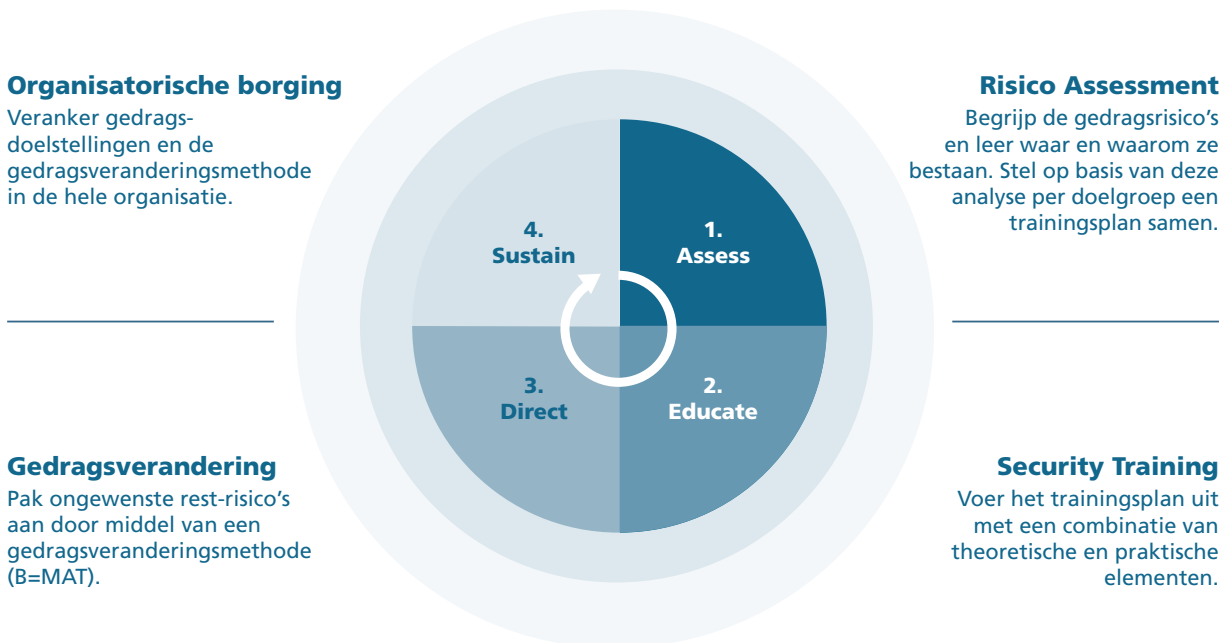 Organisatorische borging
Veranker gedrags-
doelstellingen en de
gedragsveranderingsmethode
in de hele organisatie.
Risico Assessment
Begrijp de gedragsrisico's
en leer waar en waarom ze
bestaan. Stel op basis van deze
analyse per doelgroep een
trainingsplan samen.
4.
Sustain
1.
Assess
3.
Direct
2.
Educate
Gedragsverandering
Pak ongewenste rest-risico's
aan door middel van een
gedragsveranderingsmethode
(B=MAT).
Security Training
Voer het trainingsplan uit
met een combinatie van
theoretische en praktische
elementen.